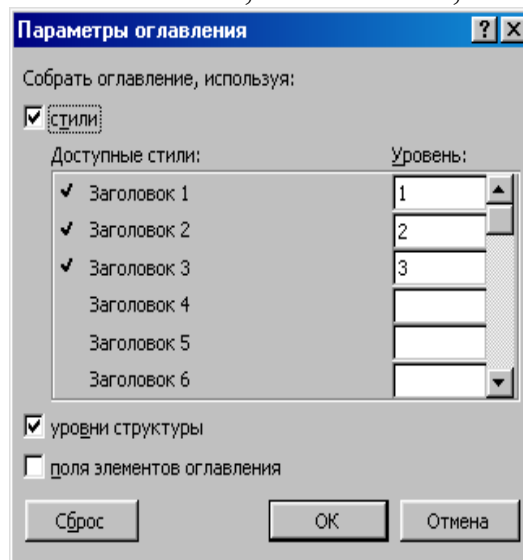 Параметры оглавления
Собрать оглавление, используя:
стили
Доступные стили: Уровень:
Заголовок 1 1
Заголовок 2 2
Заголовок 3 3
Заголовок 4
Заголовок 5
Заголовок 6
уровни структуры
поля элементов оглавления
Сброс ОК Отмена